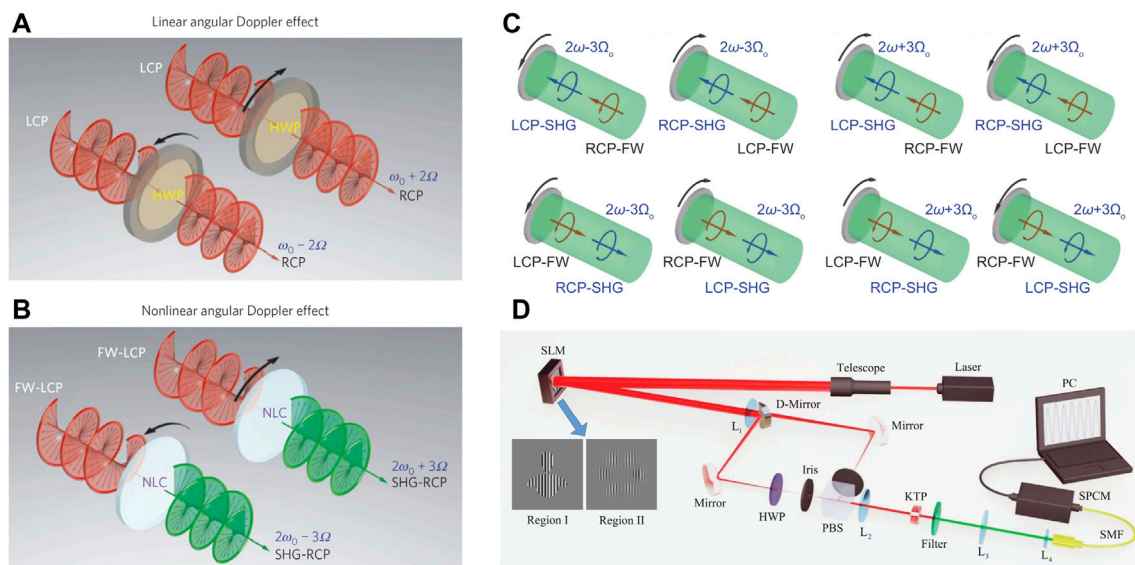 A
Linear angular Doppler effect
LCP
LCP
HWP
HWP
ω₀ + 2Ω
RCP
ω₀ − 2Ω
RCP
B
Nonlinear angular Doppler effect
FW-LCP
FW-LCP
NLC
NLC
2ω₀ + 3Ω
SHG-RCP
2ω₀ − 3Ω
SHG-RCP
C
2ω-3Ωₒ
LCP-SHG
RCP-FW
2ω-3Ωₒ
RCP-SHG
LCP-FW
2ω+3Ωₒ
LCP-SHG
RCP-FW
2ω+3Ωₒ
RCP-SHG
LCP-FW
2ω-3Ωₒ
LCP-FW
RCP-SHG
2ω-3Ωₒ
RCP-FW
LCP-SHG
2ω+3Ωₒ
LCP-FW
RCP-SHG
2ω+3Ωₒ
RCP-FW
LCP-SHG
D
SLM
Telescope
Laser
PC
L₁
D-Mirror
Mirror
Region I
Region II
Mirror
HWP
Iris
PBS
L₂
KTP
Filter
L₃
L₄
SPCM
SMF